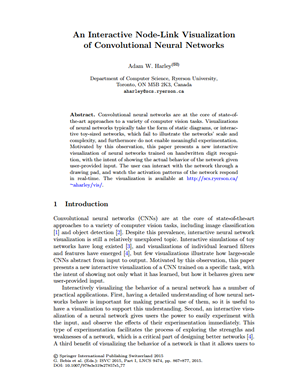 An Interactive Node-Link Visualization
of Convolutional Neural Networks
Adam W. Harley(✉)
Department of Computer Science, Ryerson University,
Toronto, ON M5B 2K3, Canada
aharley@scs.ryerson.ca
Abstract. Convolutional neural networks are at the core of state-of-
the-art approaches to a variety of computer vision tasks. Visualizations
of neural networks typically take the form of static diagrams, or interac-
tive toy-sized networks, which fail to illustrate the networks' scale and
complexity, and furthermore do not enable meaningful experimentation.
Motivated by this observation, this paper presents a new interactive
visualization of neural networks trained on handwritten digit recogni-
tion, with the intent of showing the actual behavior of the network given
user-provided input. The user can interact with the network through a
drawing pad, and watch the activation patterns of the network respond
in real-time. The visualization is available at http://scs.ryerson.ca/
~aharley/vis/.
1 Introduction
Convolutional neural networks (CNNs) are at the core of state-of-the-art
approaches to a variety of computer vision tasks, including image classification
[1] and object detection [2]. Despite this prevalence, interactive neural network
visualization is still a relatively unexplored topic. Interactive simulations of toy
networks have long existed [3], and visualizations of individual learned filters
and features have emerged [4], but few visualizations illustrate how large-scale
CNNs abstract from input to output. Motivated by this observation, this paper
presents a new interactive visualization of a CNN trained on a specific task, with
the intent of showing not only what it has learned, but how it behaves given new
user-provided input.
Interactively visualizing the behavior of a neural network has a number of
practical applications. First, having a detailed understanding of how neural net-
works behave is important for making practical use of them, so it is useful to
have a visualization to support this understanding. Second, an interactive visu-
alization of a neural network gives users the power to easily experiment with
the input, and observe the effects of their experimentation immediately. This
type of experimentation facilitates the process of exploring the strengths and
weaknesses of a network, which is a critical part of designing better networks [4].
A third benefit of visualizing the behavior of a network is that it allows users to
© Springer International Publishing Switzerland 2015
G. Bebis et al. (Eds.): ISVC 2015, Part I, LNCS 9474, pp. 867–877, 2015.